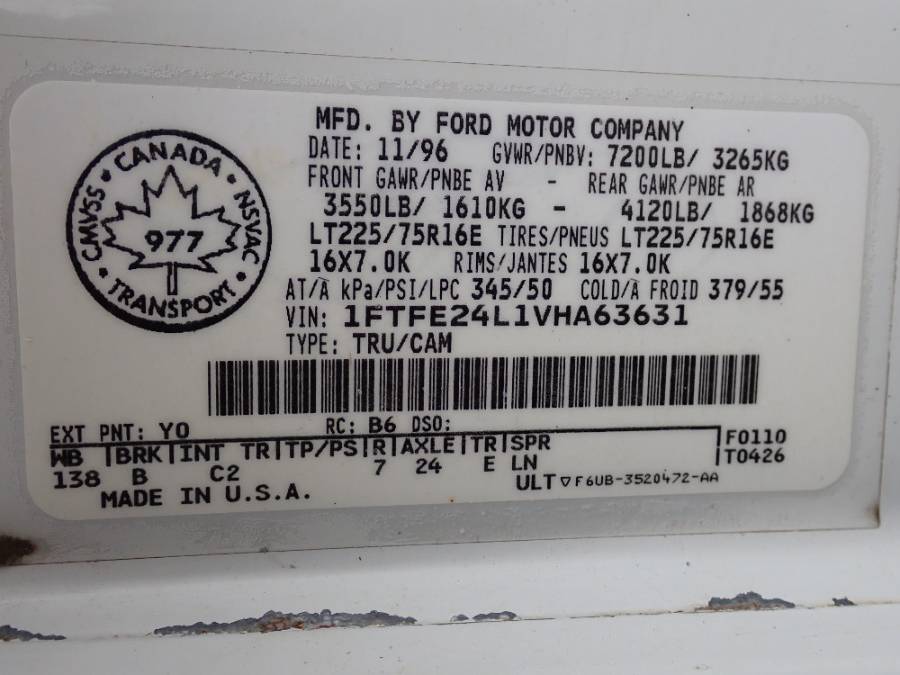 CANADA
CMVSS
NSVAC
977
TRANSPORT
MFD. BY FORD MOTOR COMPANY
DATE: 11/96 GVWR/PNBV: 7200LB/ 3265KG
FRONT GAWR/PNBE AV - REAR GAWR/PNBE AR
3550LB/ 1610KG - 4120LB/ 1868KG
LT225/75R16E TIRES/PNEUS LT225/75R16E
16X7.0K RIMS/JANTES 16X7.0K
AT/A kPa/PSI/LPC 345/50 COLD/A FROID 379/55
VIN: 1FTFE24L1VHA63631
TYPE: TRU/CAM
EXT PNT: YO RC: B6 DSO:
WB BRK INT TR TP/PS R AXLE TR SPR F0110
138 B C2 7 24 E LN T0426
MADE IN U.S.A. ULT ▽F6UB-3520472-AA